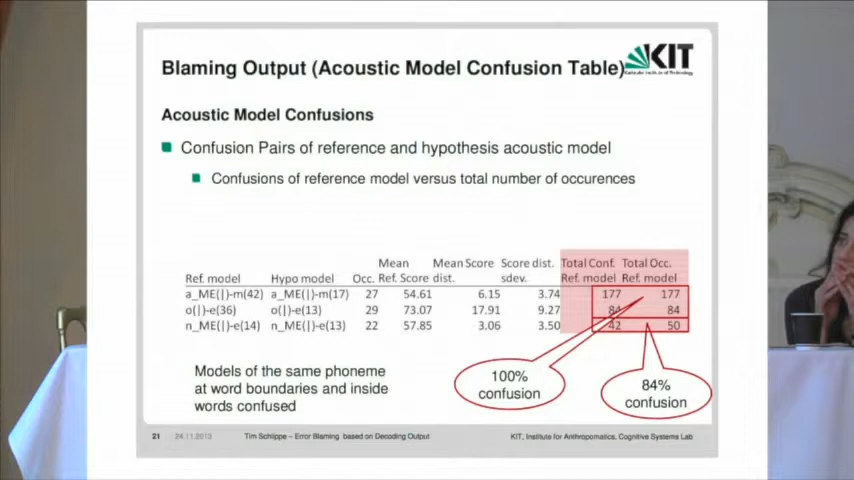 Blaming Output (Acoustic Model Confusion Table)
KIT
Karlsruhe Institute of Technology
Acoustic Model Confusions
Confusion Pairs of reference and hypothesis acoustic model
Confusions of reference model versus total number of occurences
Mean Mean Score Score dist. Total Conf. Total Occ.
Ref. model Hypo model Occ. Ref. Score dist. sdev. Ref. model Ref. model
a_ME(|)-m(42) a_ME(|)-m(17) 27 54.61 6.15 3.74 177 177
o(|)-e(36) o(|)-e(13) 29 73.07 17.91 9.27 84 84
n_ME(|)-e(14) n_ME(|)-e(13) 22 57.85 3.06 3.50 42 50
Models of the same phoneme
at word boundaries and inside
words confused
100%
confusion
84%
confusion
21 24.11.2013 Tim Schlippe – Error Blaming based on Decoding Output KIT, Institute for Anthropomatics, Cognitive Systems Lab